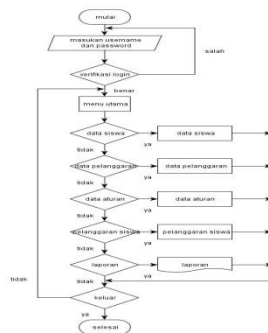 mulai
masukan username
dan password
salah
verifikasi login
benar
menu utama
data siswa
data siswa
tidak
ya
data pelanggaran
data pelanggaran
tidak
ya
data aturan
data aturan
tidak
ya
pelanggaran siswa
pelanggaran siswa
tidak
ya
laporan
laporan
tidak
tidak
ya
keluar
ya
selesai